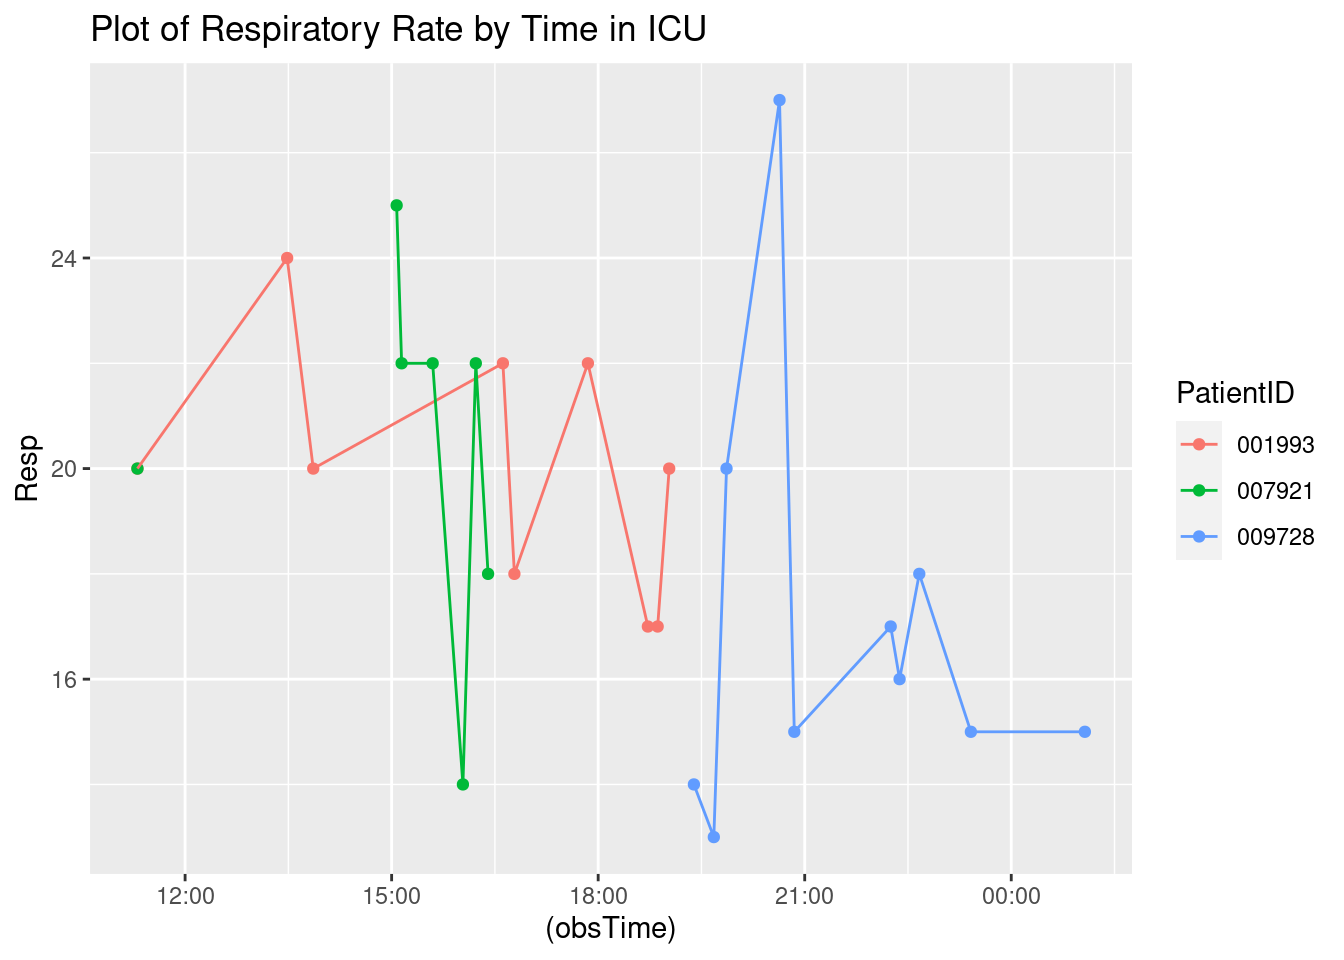 Plot of Respiratory Rate by Time in ICU
24
20
16
Resp
12:00
15:00
18:00
21:00
00:00
(obsTime)
PatientID
001993
007921
009728